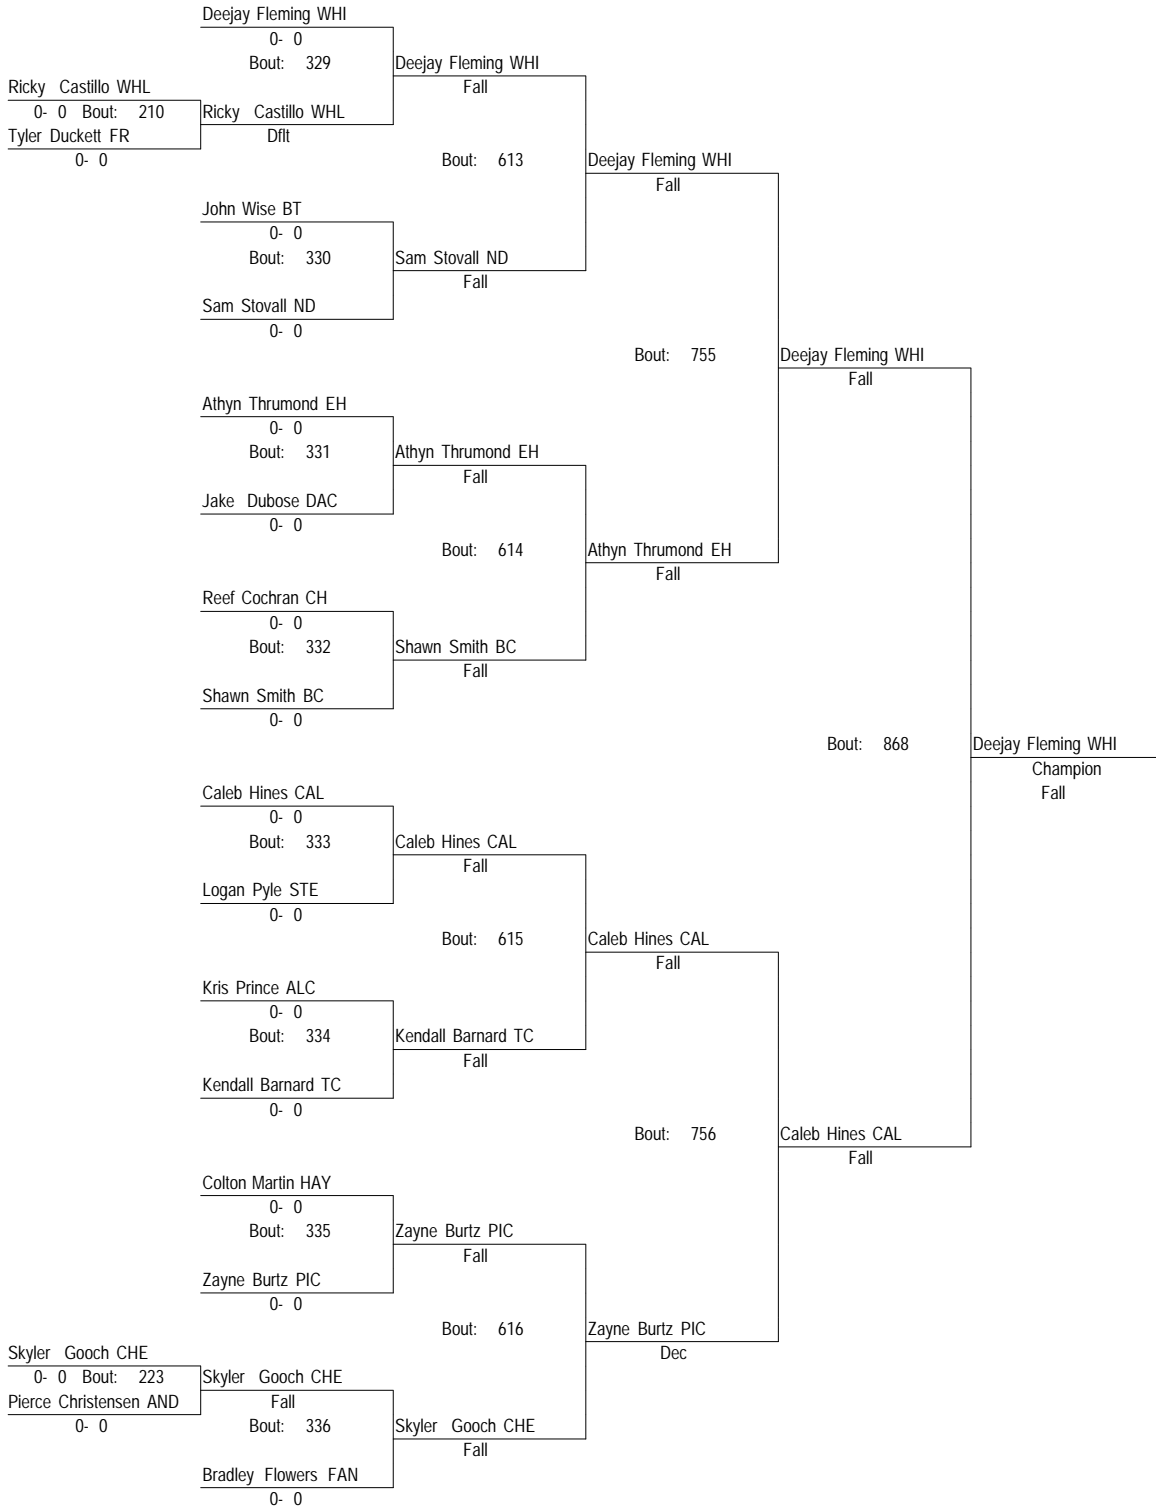 Deejay Fleming WHI
0- 0
Bout: 329
Deejay Fleming WHI
Fall
Ricky Castillo WHL
0- 0 Bout: 210
Ricky Castillo WHL
Dflt
Tyler Duckett FR
0- 0
Bout: 613
Deejay Fleming WHI
Fall
John Wise BT
0- 0
Bout: 330
Sam Stovall ND
Fall
Sam Stovall ND
0- 0
Bout: 755
Deejay Fleming WHI
Fall
Athyn Thrumond EH
0- 0
Bout: 331
Athyn Thrumond EH
Fall
Jake Dubose DAC
0- 0
Bout: 614
Athyn Thrumond EH
Fall
Reef Cochran CH
0- 0
Bout: 332
Shawn Smith BC
Fall
Shawn Smith BC
0- 0
Bout: 868
Deejay Fleming WHI
Champion
Fall
Caleb Hines CAL
0- 0
Bout: 333
Caleb Hines CAL
Fall
Logan Pyle STE
0- 0
Bout: 615
Caleb Hines CAL
Fall
Kris Prince ALC
0- 0
Bout: 334
Kendall Barnard TC
Fall
Kendall Barnard TC
0- 0
Bout: 756
Caleb Hines CAL
Fall
Colton Martin HAY
0- 0
Bout: 335
Zayne Burtz PIC
Fall
Zayne Burtz PIC
0- 0
Bout: 616
Zayne Burtz PIC
Dec
Skyler Gooch CHE
0- 0 Bout: 223
Skyler Gooch CHE
Fall
Pierce Christensen AND
0- 0
Bout: 336
Skyler Gooch CHE
Fall
Bradley Flowers FAN
0- 0